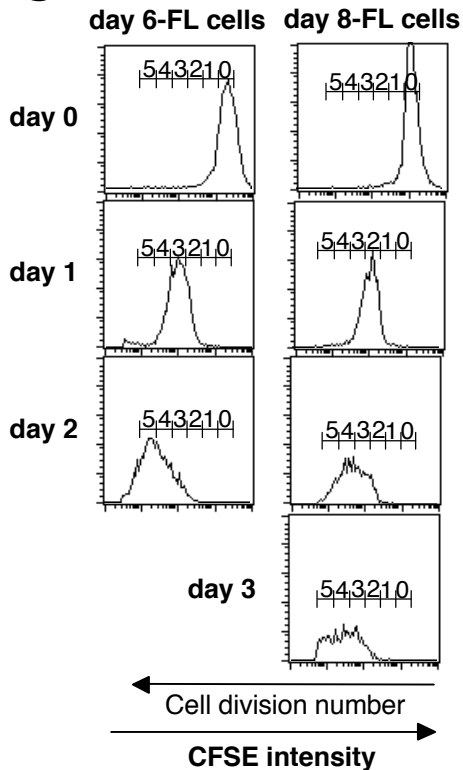 day 6-FL cells day 8-FL cells
day 0
543210 543210
day 1
543210 543210
day 2
543210 543210
day 3
543210
Cell division number
CFSE intensity